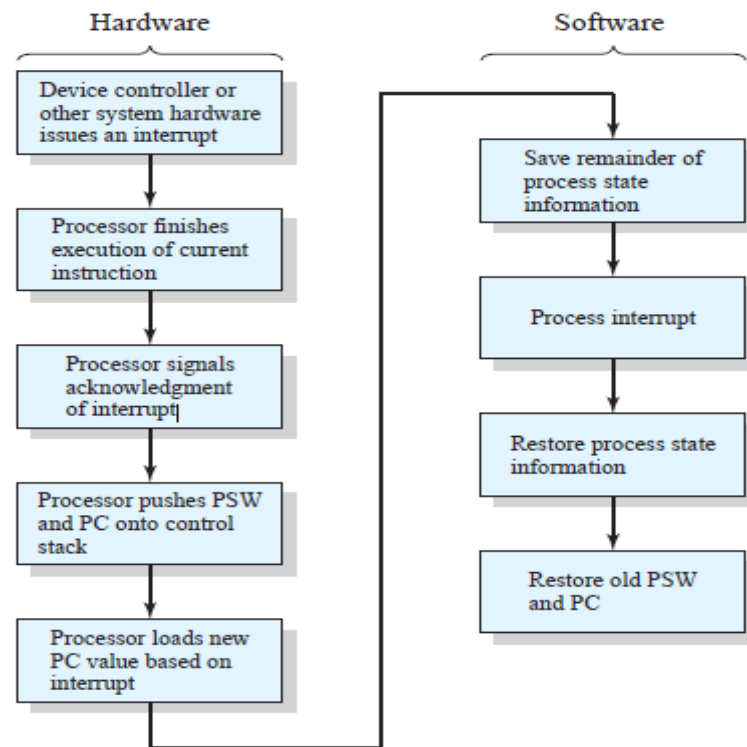 Hardware
Device controller or
other system hardware
issues an interrupt
Processor finishes
execution of current
instruction
Processor signals
acknowledgment
of interrupt
Processor pushes PSW
and PC onto control
stack
Processor loads new
PC value based on
interrupt
Software
Save remainder of
process state
information
Process interrupt
Restore process state
information
Restore old PSW
and PC